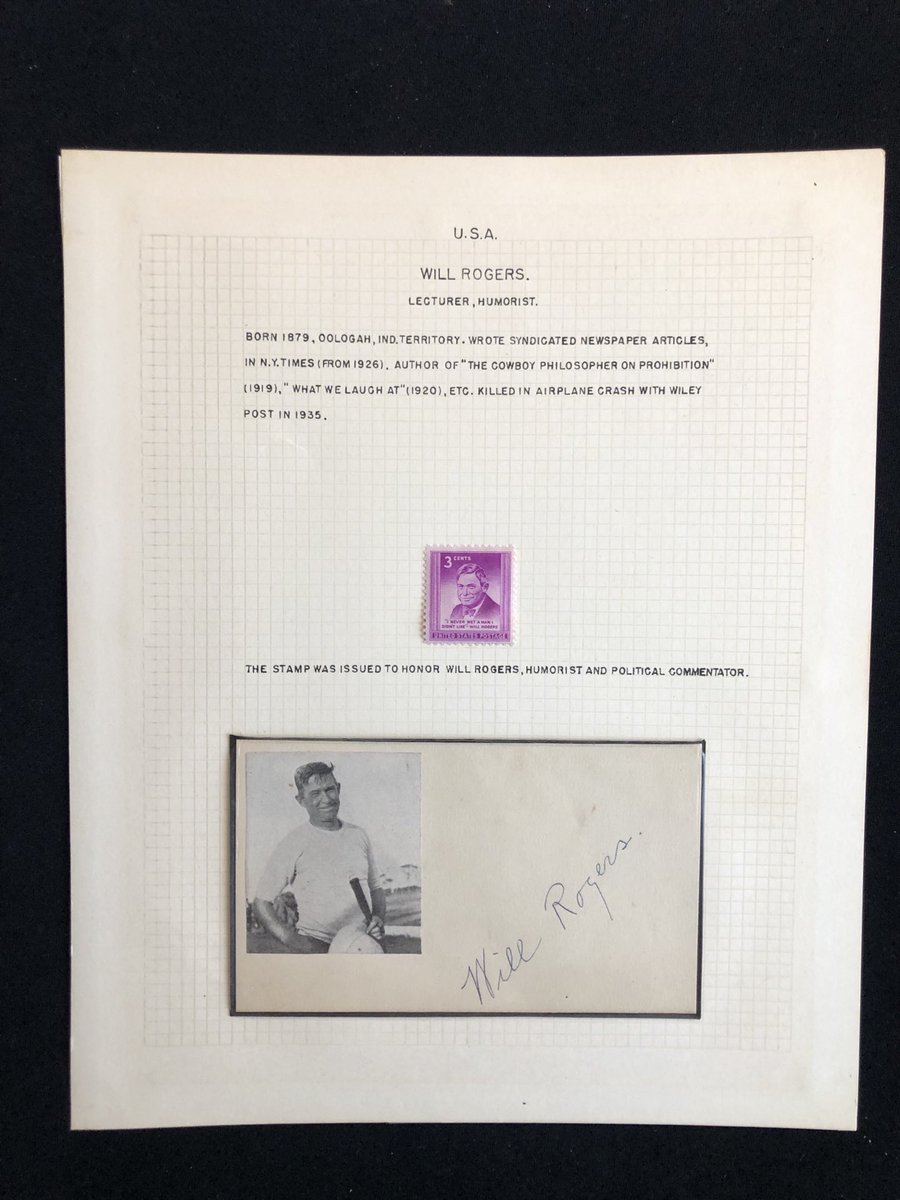 U.S.A.
WILL ROGERS.
LECTURER, HUMORIST.
BORN 1879, OOLOGAH, IND. TERRITORY. WROTE SYNDICATED NEWSPAPER ARTICLES,
IN N.Y. TIMES (FROM 1926). AUTHOR OF "THE COWBOY PHILOSOPHER ON PROHIBITION"
(1919), "WHAT WE LAUGH AT" (1920), ETC. KILLED IN AIRPLANE CRASH WITH WILEY
POST IN 1935.
3 CENTS
"I NEVER MET A MAN I
DIDN'T LIKE" - WILL ROGERS
UNITED STATES POSTAGE
THE STAMP WAS ISSUED TO HONOR WILL ROGERS, HUMORIST AND POLITICAL COMMENTATOR.
Will Rogers.